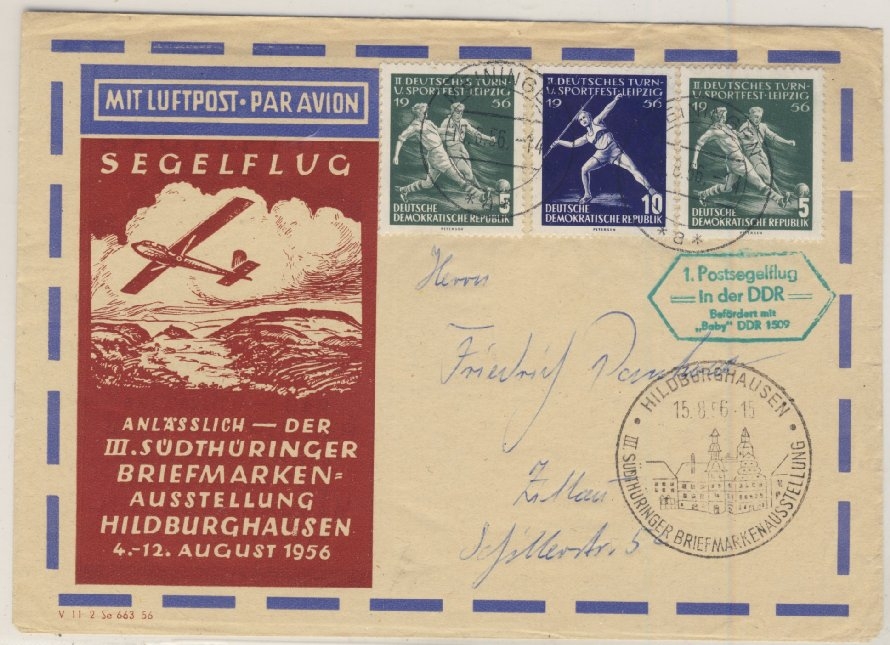 MIT LUFTPOST · PAR AVION
SEGELFLUG
ANLÄSSLICH — DER
III. SÜDTHÜRINGER
BRIEFMARKEN=
AUSSTELLUNG
HILDBURGHAUSEN
4.-12. AUGUST 1956
V 11 2 Sa 663 56
II. DEUTSCHES TURN-
U. SPORTFEST · LEIPZIG
19 56
5
DEUTSCHE
DEMOKRATISCHE REPUBLIK
PETERSEN
II. DEUTSCHES TURN-
U. SPORTFEST · LEIPZIG
19 56
10
DEUTSCHE
DEMOKRATISCHE REPUBLIK
PETERSEN
II. DEUTSCHES TURN-
U. SPORTFEST · LEIPZIG
19 56
5
DEUTSCHE
DEMOKRATISCHE REPUBLIK
PETERSEN
* a *
1. Postsegelflug
in der DDR
Befördert mit
„Baby" DDR 1509
Herrn
Friedrich
HILDBURGHAUSEN
15.8.56-15
III. SÜDTHÜRINGER BRIEFMARKENAUSSTELLUNG
Zittau
Schillerstr. 5